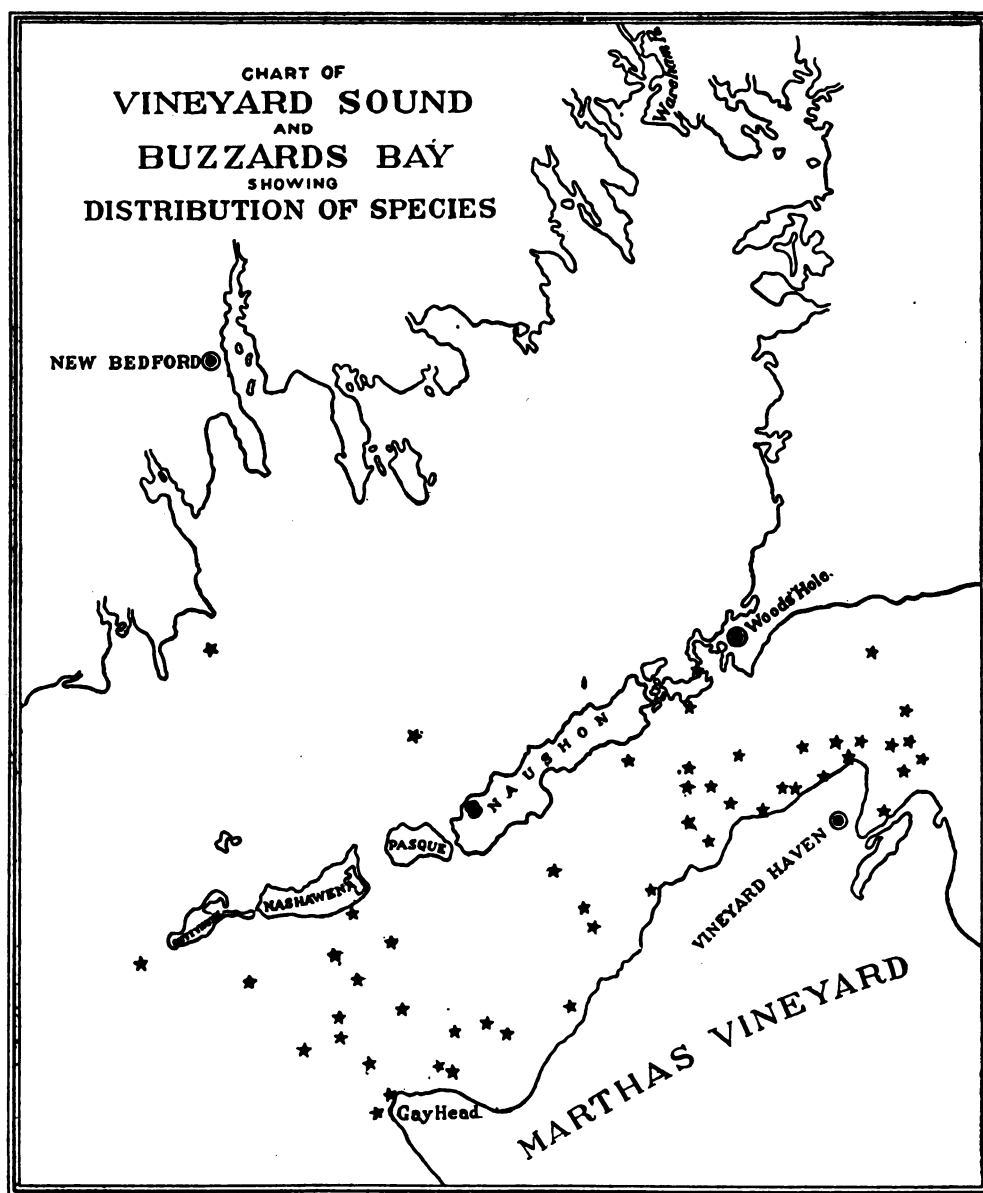 CHART OF
VINEYARD SOUND
AND
BUZZARDS BAY
SHOWING
DISTRIBUTION OF SPECIES
Wareham R.
NEW BEDFORD
Woods Hole.
NAUSHON
PASQUE
NASHAWENA
VINEYARD HAVEN
MARTHAS VINEYARD
Gay Head